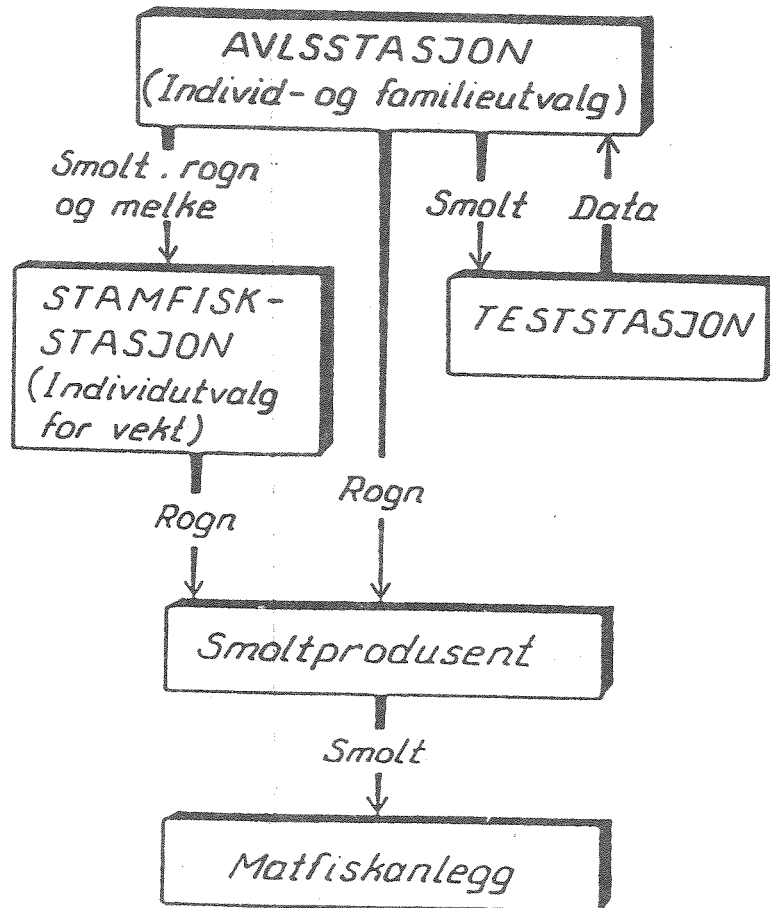 AVLSSTASJON
(Individ- og familieutvalg)
Smolt. rogn
og melke
Smolt
Data
STAMFISK-
STASJON
(Individutvalg
for vekt)
TESTSTASJON
Rogn
Rogn
Smoltprodusent
Smolt
Matfiskanlegg